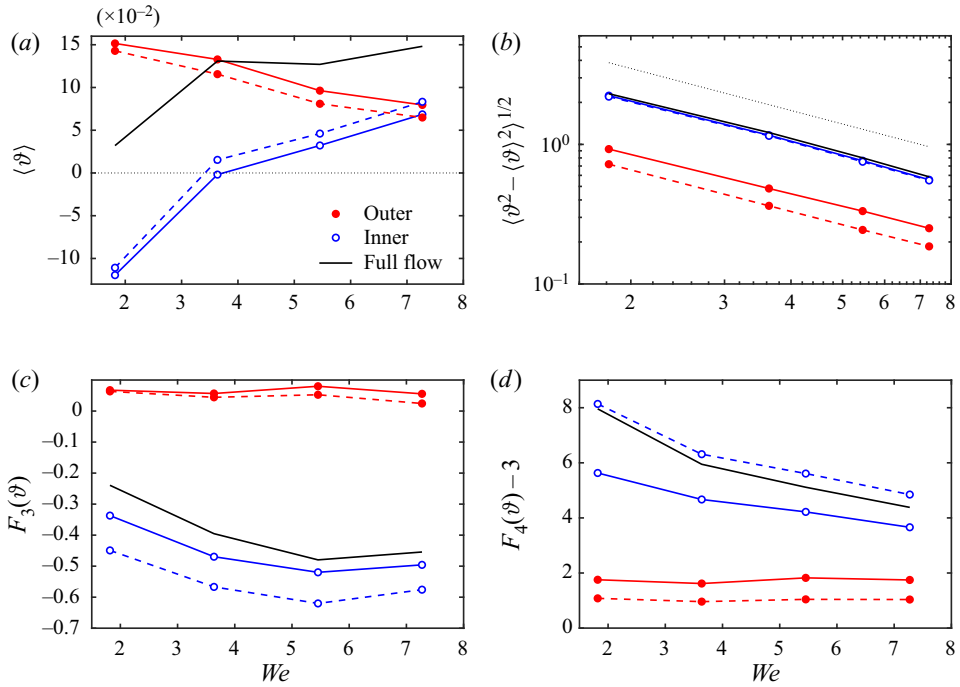 (×10−2)
(a)
15
10
5
0
−5
−10
⟨ϑ⟩
Outer
Inner
Full flow
2 3 4 5 6 7 8
(b)
100
10−1
⟨ϑ2 − ⟨ϑ⟩2⟩1/2
2 3 4 5 6 7 8
(c)
0
−0.1
−0.2
−0.3
−0.4
−0.5
−0.6
−0.7
F3(ϑ)
2 3 4 5 6 7 8
We
(d)
8
6
4
2
0
F4(ϑ) − 3
2 3 4 5 6 7 8
We